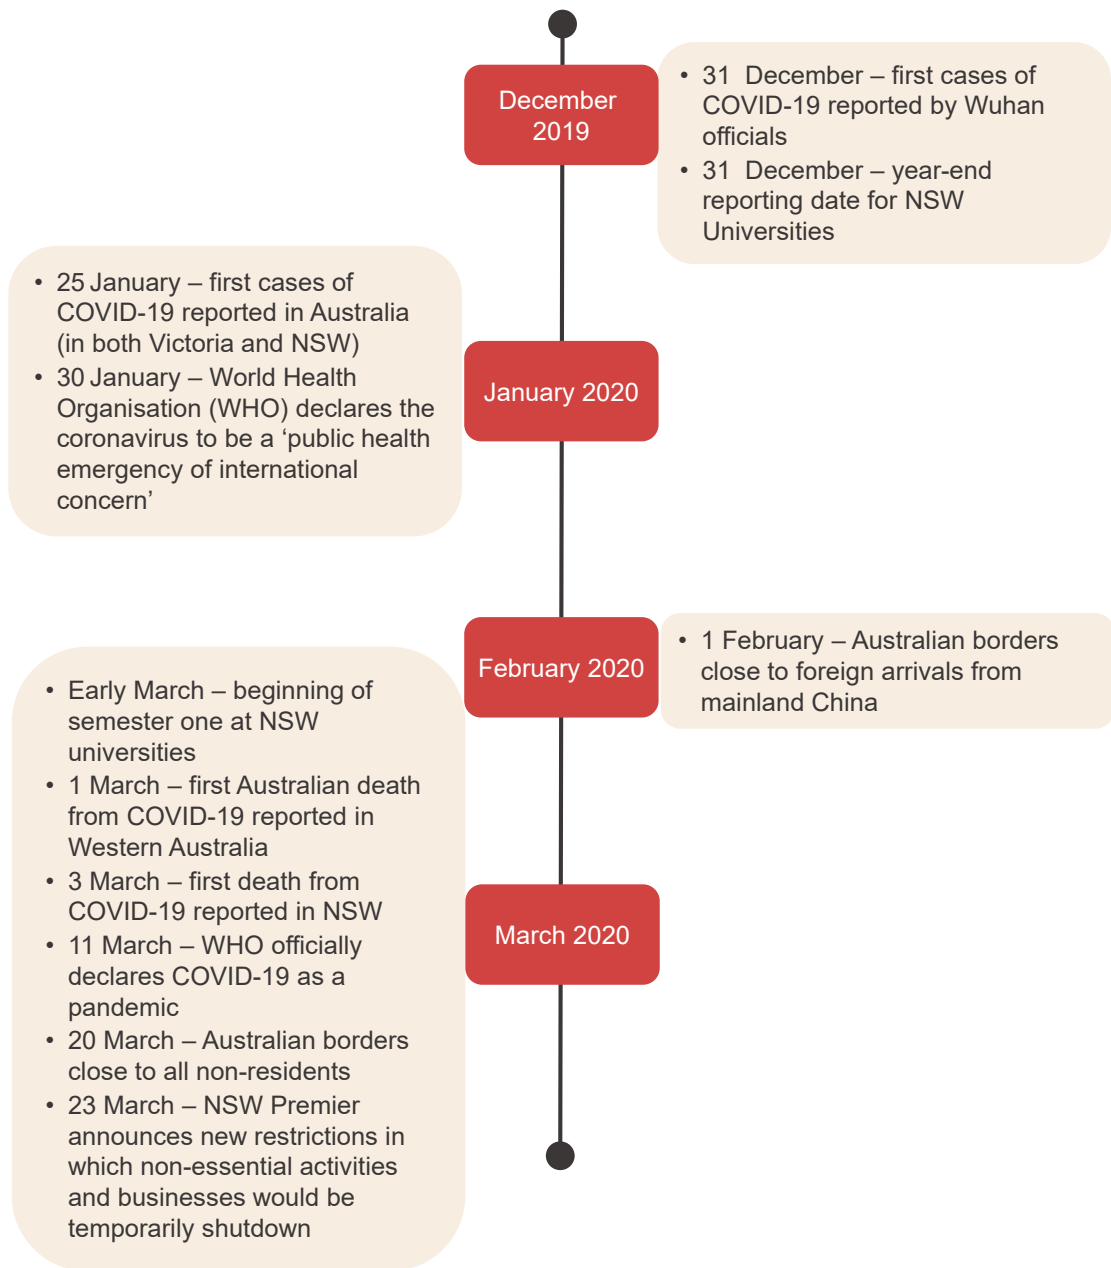 December
2019
• 31 December – first cases of
COVID-19 reported by Wuhan
officials
• 31 December – year-end
reporting date for NSW
Universities
• 25 January – first cases of
COVID-19 reported in Australia
(in both Victoria and NSW)
• 30 January – World Health
Organisation (WHO) declares the
coronavirus to be a ‘public health
emergency of international
concern’
January 2020
February 2020
• 1 February – Australian borders
close to foreign arrivals from
mainland China
• Early March – beginning of
semester one at NSW
universities
• 1 March – first Australian death
from COVID-19 reported in
Western Australia
• 3 March – first death from
COVID-19 reported in NSW
• 11 March – WHO officially
declares COVID-19 as a
pandemic
• 20 March – Australian borders
close to all non-residents
• 23 March – NSW Premier
announces new restrictions in
which non-essential activities
and businesses would be
temporarily shutdown
March 2020